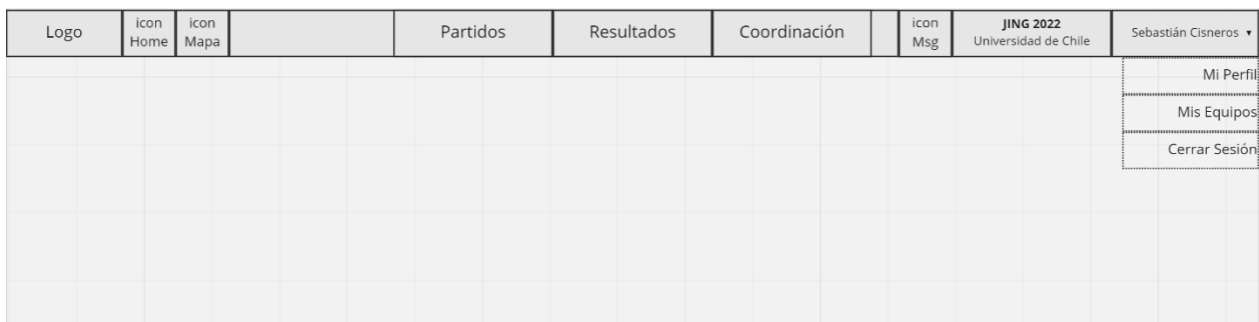 Logo
icon
Home
icon
Mapa
Partidos
Resultados
Coordinación
icon
Msg
JING 2022
Universidad de Chile
Sebastián Cisneros ▼
Mi Perfil
Mis Equipos
Cerrar Sesión